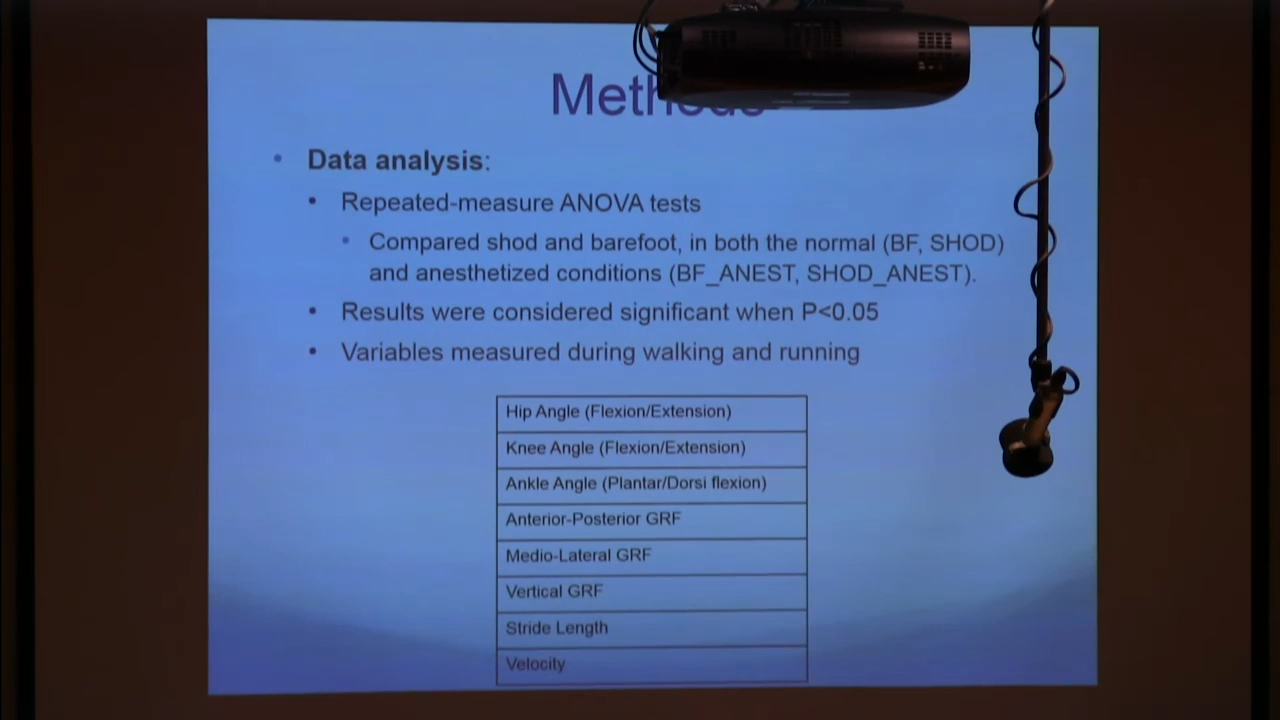 Methods
• Data analysis:
• Repeated-measure ANOVA tests
• Compared shod and barefoot, in both the normal (BF, SHOD)
and anesthetized conditions (BF_ANEST, SHOD_ANEST).
• Results were considered significant when P<0.05
• Variables measured during walking and running
Hip Angle (Flexion/Extension)
Knee Angle (Flexion/Extension)
Ankle Angle (Plantar/Dorsi flexion)
Anterior-Posterior GRF
Medio-Lateral GRF
Vertical GRF
Stride Length
Velocity